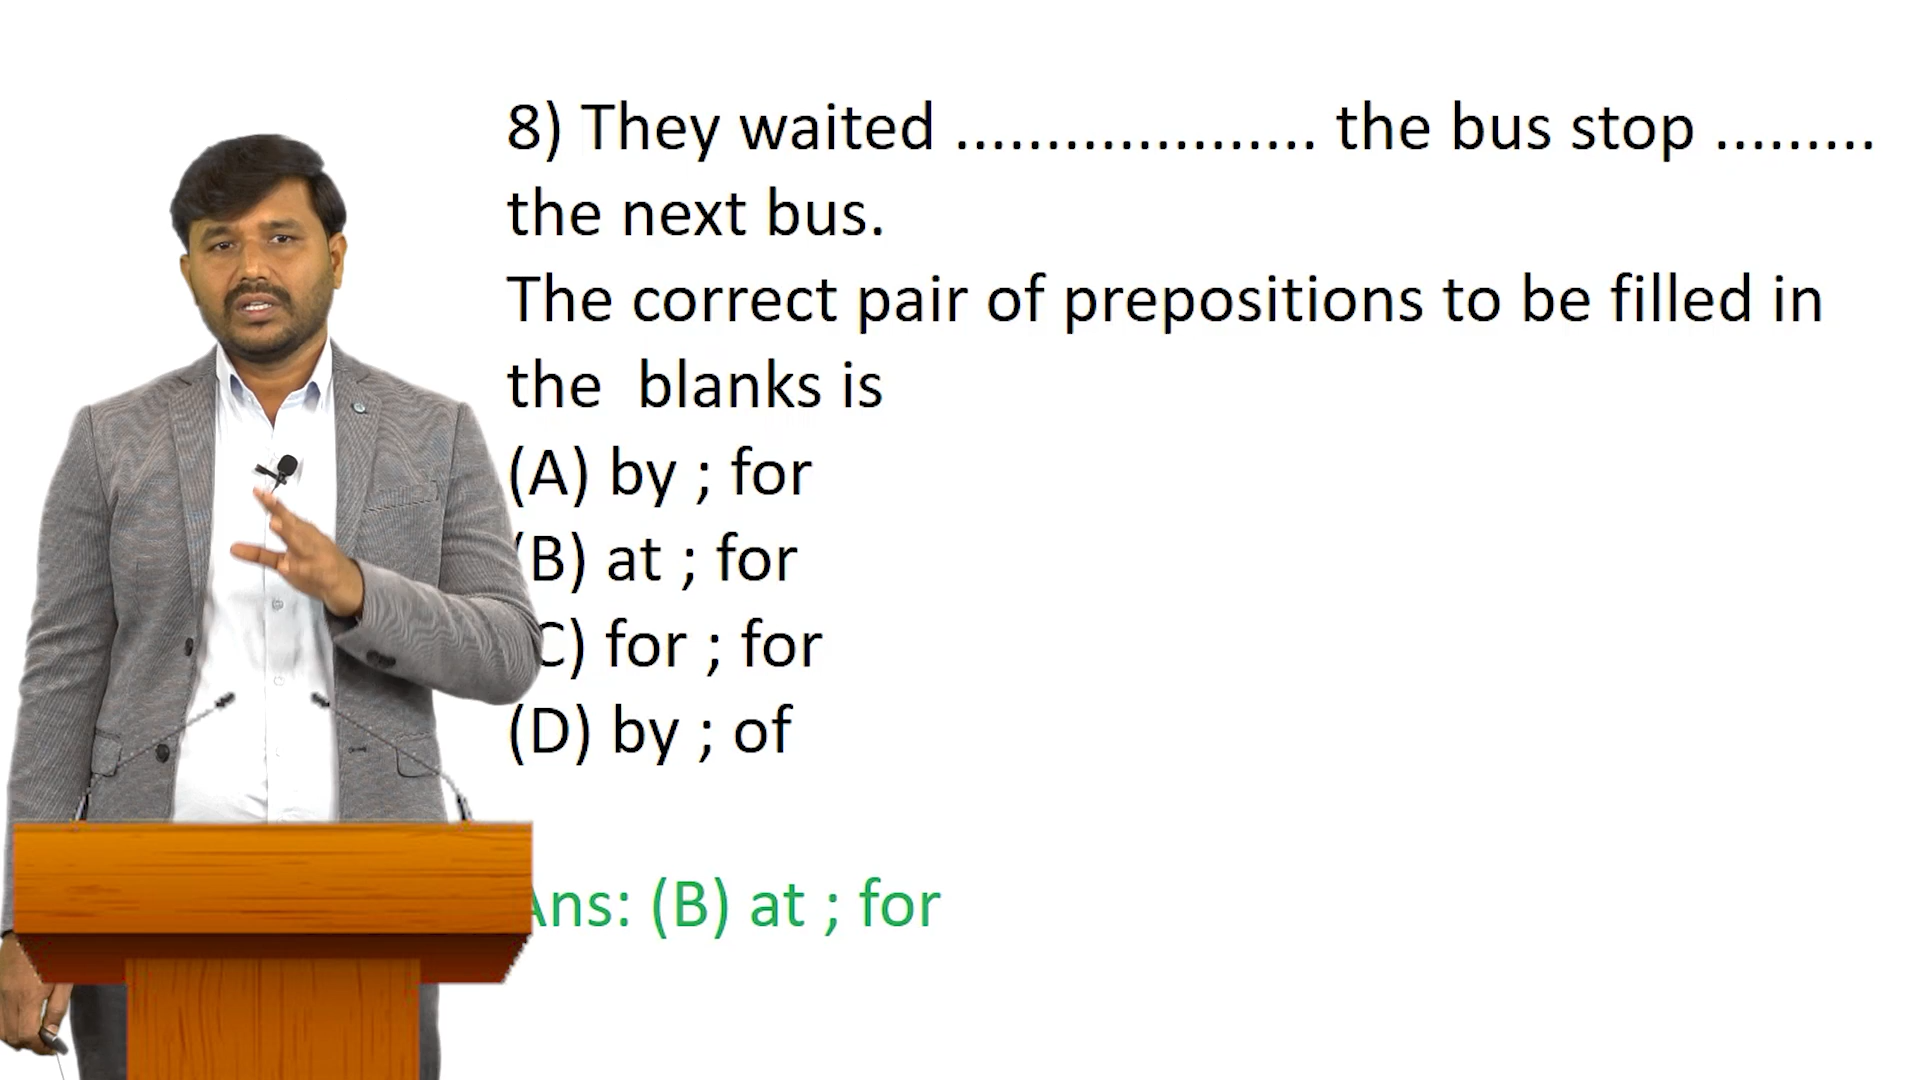 8) They waited .................... the bus stop .........
the next bus.
The correct pair of prepositions to be filled in
the blanks is
(A) by ; for
(B) at ; for
C) for ; for
(D) by ; of
Ans: (B) at ; for